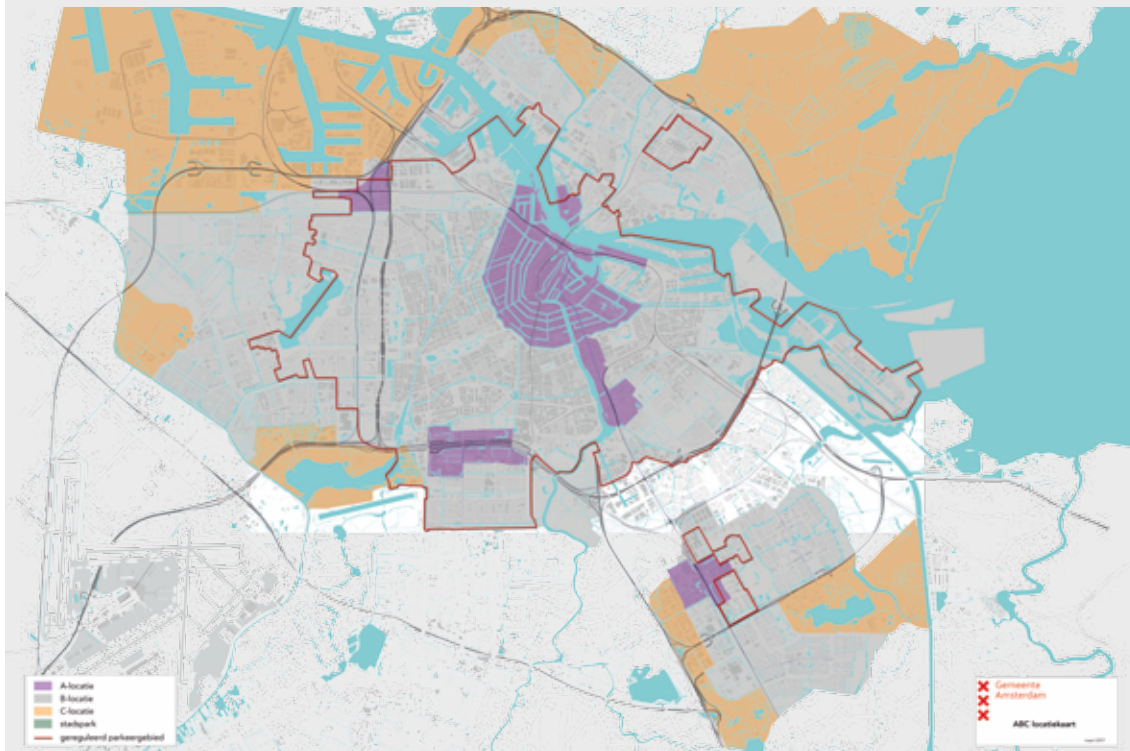 A-locatie
B-locatie
C-locatie
stadspark
gereguleerd parkeergebied
Gemeente
Amsterdam
ABC locatiekaart